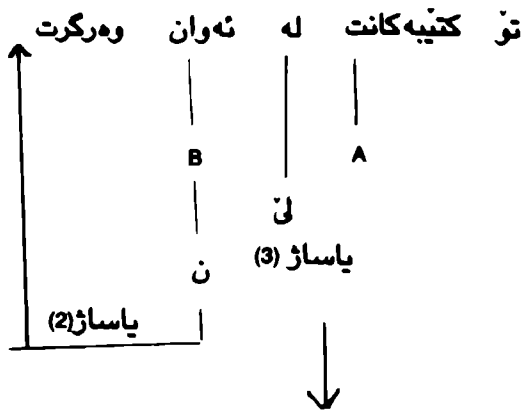 تۆ کتێبەکانت لە ئەوان وەرگرت
B A
لێ
یاساژ (3)
ن
یاساژ(2)